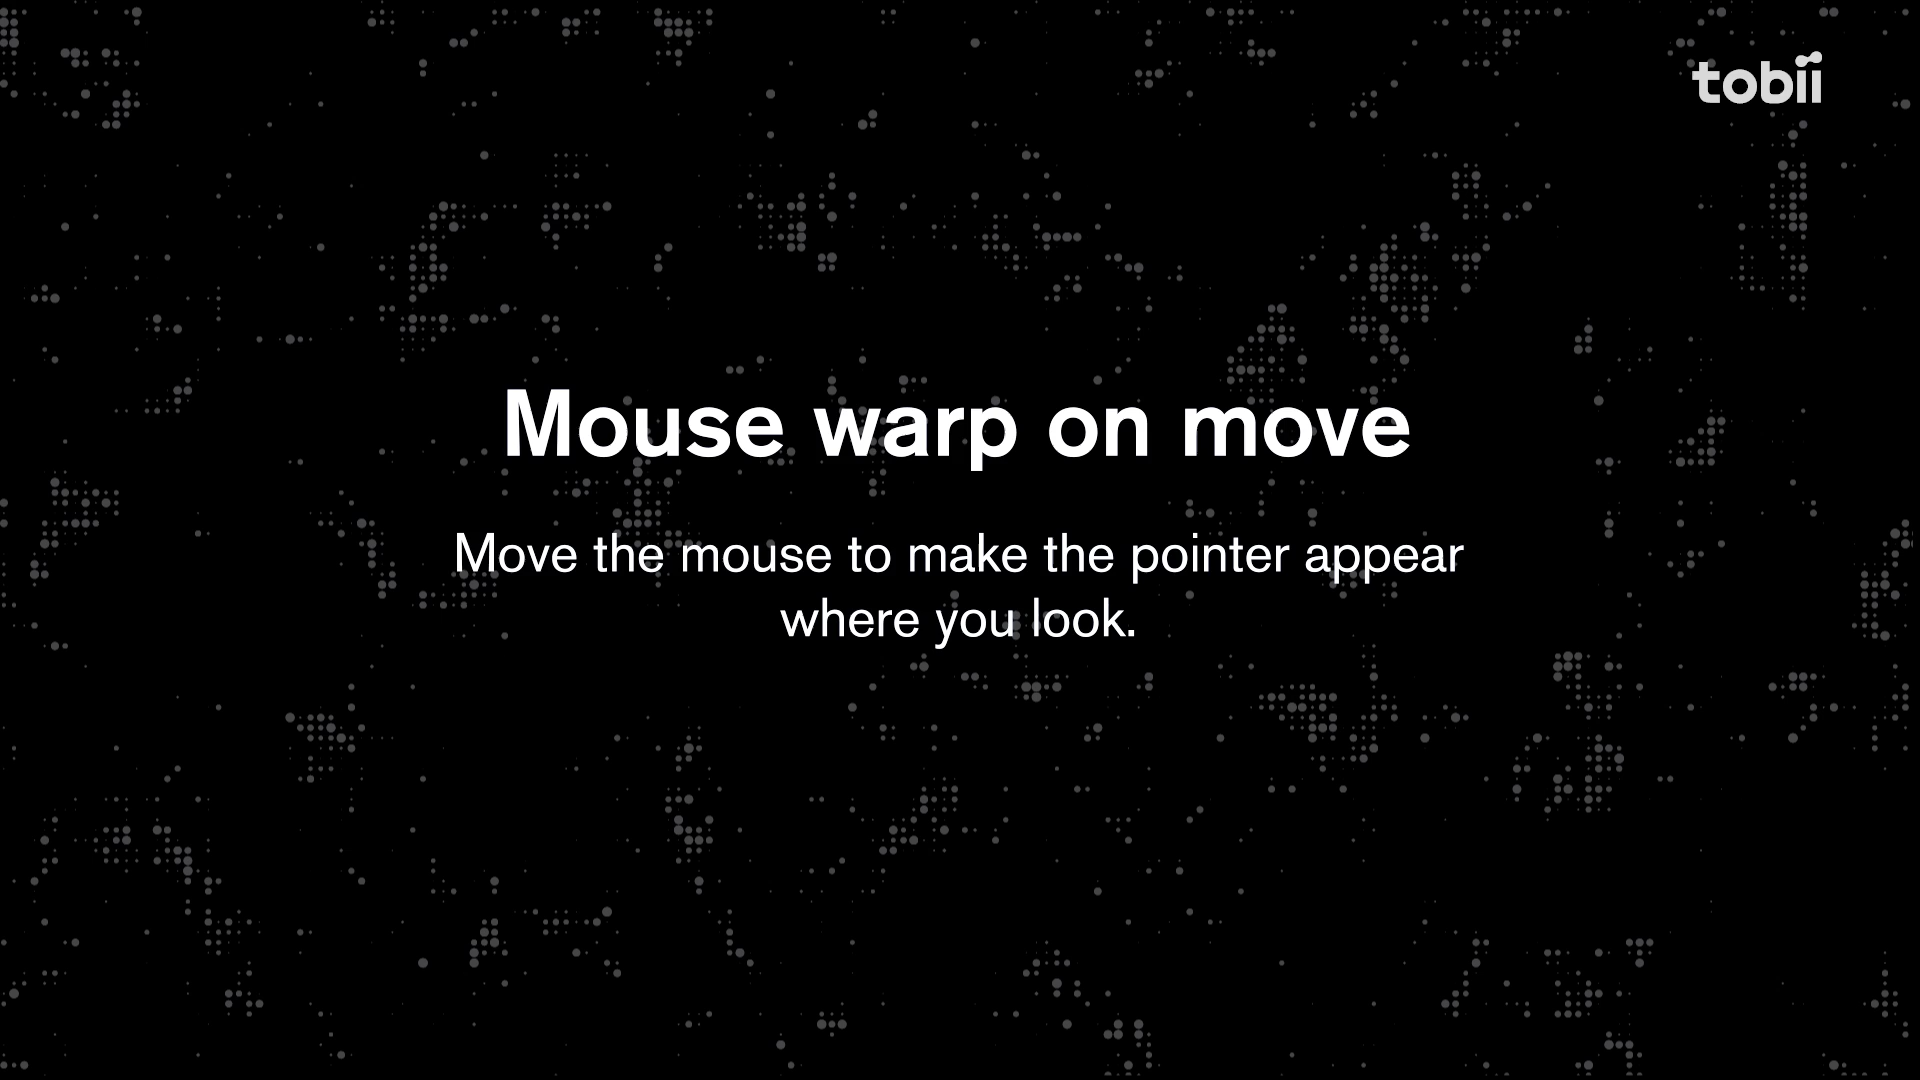 tobii
Mouse warp on move
Move the mouse to make the pointer appear
where you look.